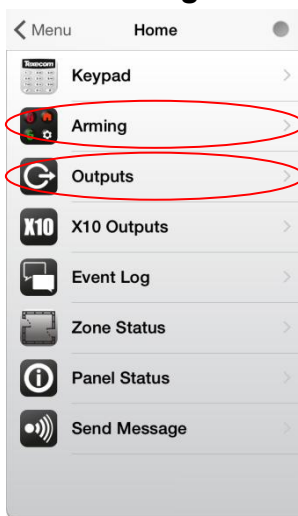 Menu Home
Texecom
Keypad
Arming
Outputs
X10
X10 Outputs
Event Log
Zone Status
Panel Status
Send Message